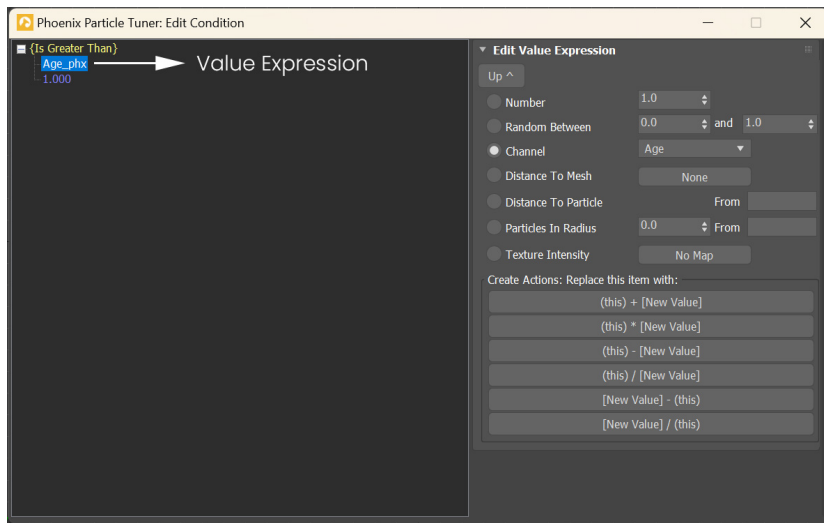 Phoenix Particle Tuner: Edit Condition
{Is Greater Than}
Age_phx
Value Expression
1.000
Edit Value Expression
Up ^
Number 1.0
Random Between 0.0 and 1.0
Channel Age
Distance To Mesh None
Distance To Particle From
Particles In Radius 0.0 From
Texture Intensity No Map
Create Actions: Replace this item with:
(this) + [New Value]
(this) * [New Value]
(this) - [New Value]
(this) / [New Value]
[New Value] - (this)
[New Value] / (this)